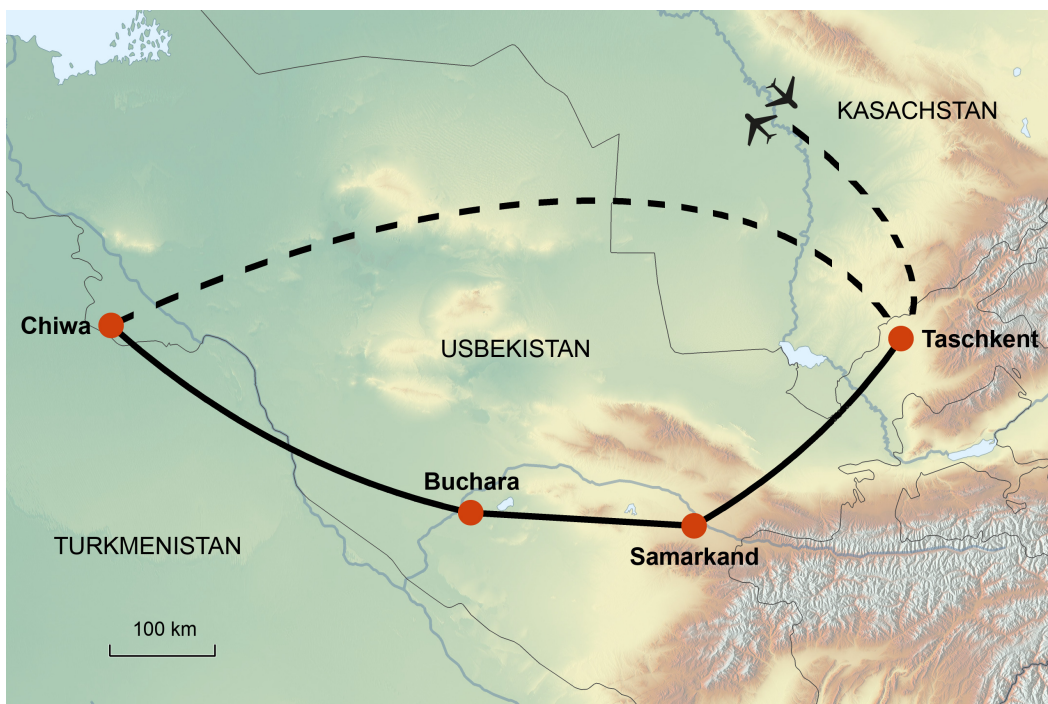 KASACHSTAN
Chiwa
Taschkent
USBEKISTAN
Buchara
TURKMENISTAN
Samarkand
100 km